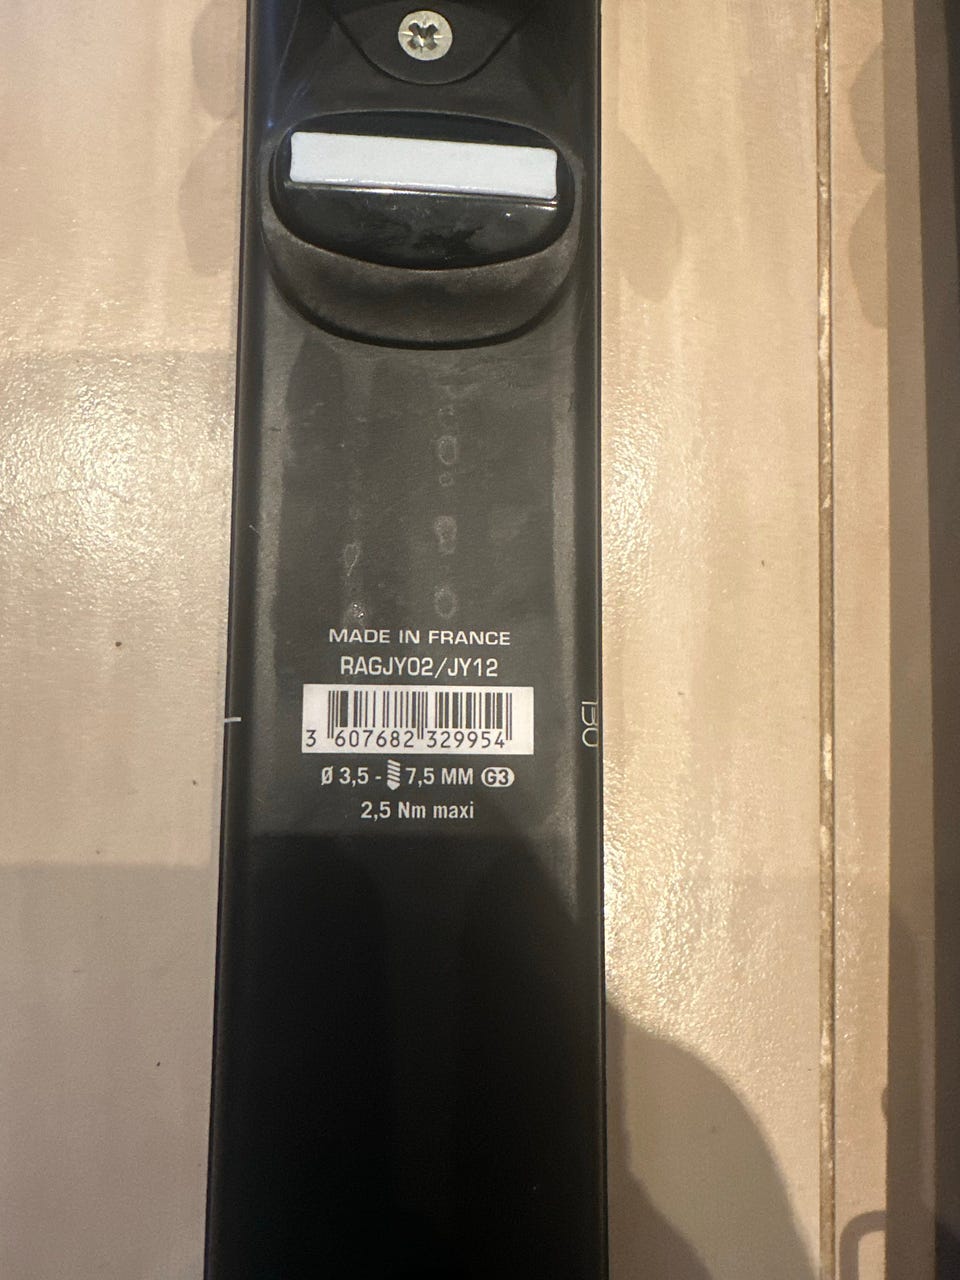 MADE IN FRANCE
RAGJY02/JY12
3 607682 329954
130
Ø 3,5 - 7,5 MM G3
2,5 Nm maxi